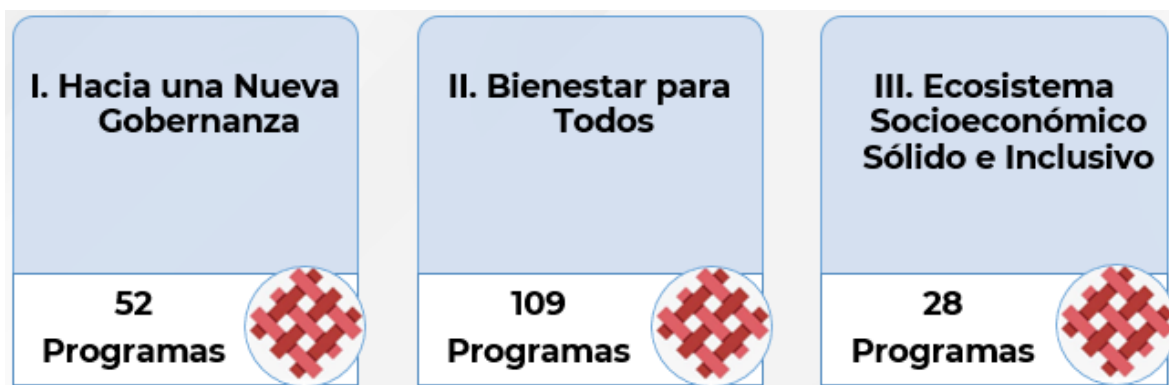 I. Hacia una Nueva
Gobernanza
52
Programas
II. Bienestar para
Todos
109
Programas
III. Ecosistema
Socioeconómico
Sólido e Inclusivo
28
Programas